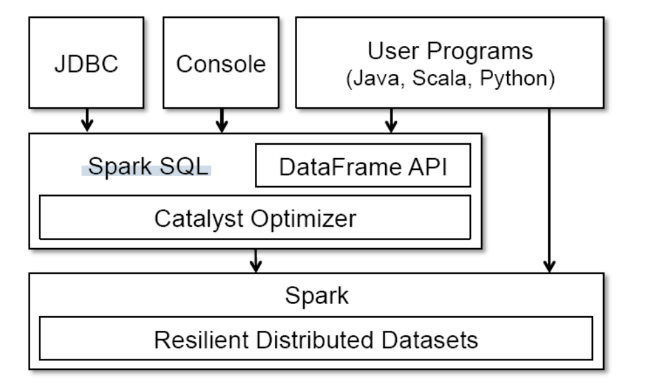 JDBC
Console
User Programs
(Java, Scala, Python)
Spark SQL
DataFrame API
Catalyst Optimizer
Spark
Resilient Distributed Datasets